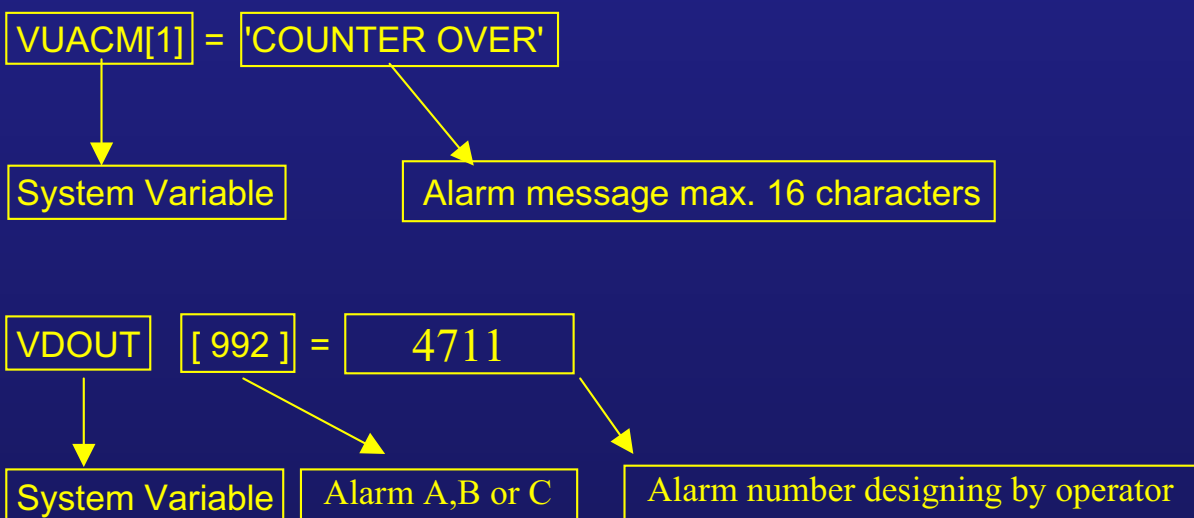 VUACM[1] = 'COUNTER OVER'
System Variable Alarm message max. 16 characters
VDOUT [ 992 ] = 4711
System Variable Alarm A,B or C Alarm number designing by operator